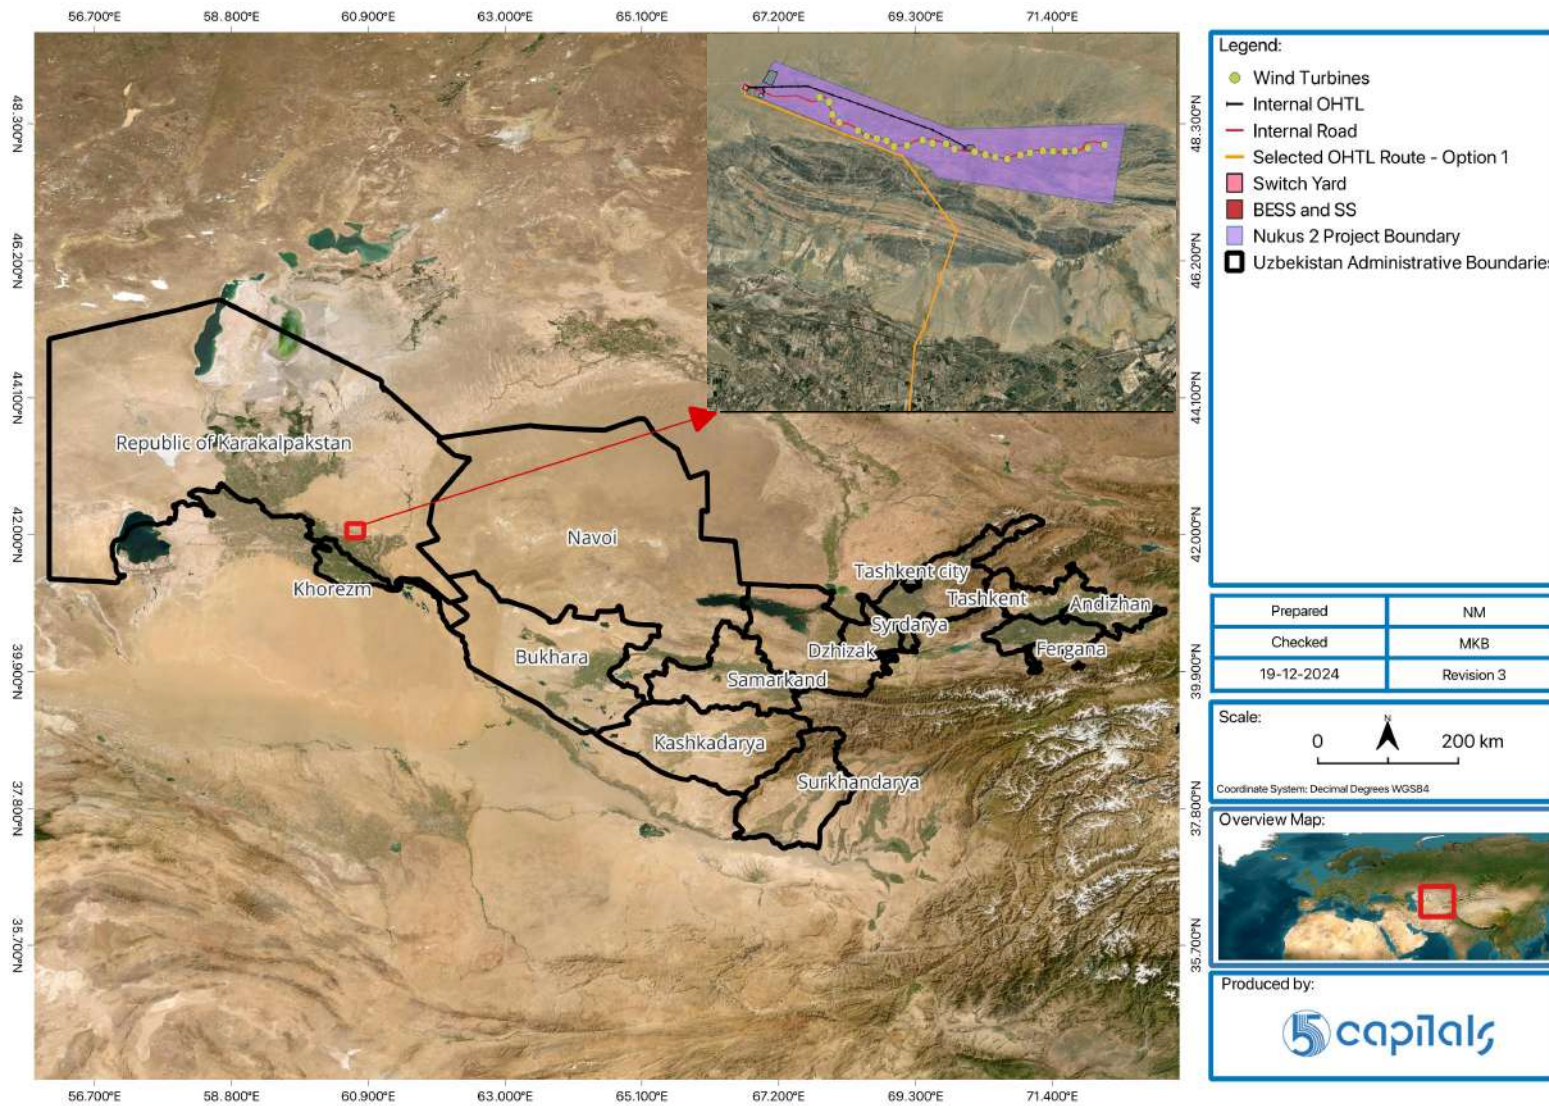 56.700°E 58.800°E 60.900°E 63.000°E 65.100°E 67.200°E 69.300°E 71.400°E
48.300°N
46.200°N
44.100°N
42.000°N
39.900°N
37.800°N
35.700°N
Republic of Karakalpakstan
Khorezm
Navoi
Bukhara
Samarkand
Kashkadarya
Surkhandarya
Dzhizak
Syrdarya
Tashkent city
Tashkent
Andizhan
Fergana
48.300°N
46.200°N
44.100°N
42.000°N
39.900°N
37.800°N
35.700°N
56.700°E 58.800°E 60.900°E 63.000°E 65.100°E 67.200°E 69.300°E 71.400°E
Legend:
Wind Turbines
Internal OHTL
Internal Road
Selected OHTL Route - Option 1
Switch Yard
BESS and SS
Nukus 2 Project Boundary
Uzbekistan Administrative Boundaries
Prepared NM
Checked MKB
19-12-2024 Revision 3
Scale:
N
0 200 km
Coordinate System: Decimal Degrees WGS84
Overview Map:
Produced by:
5 capitals